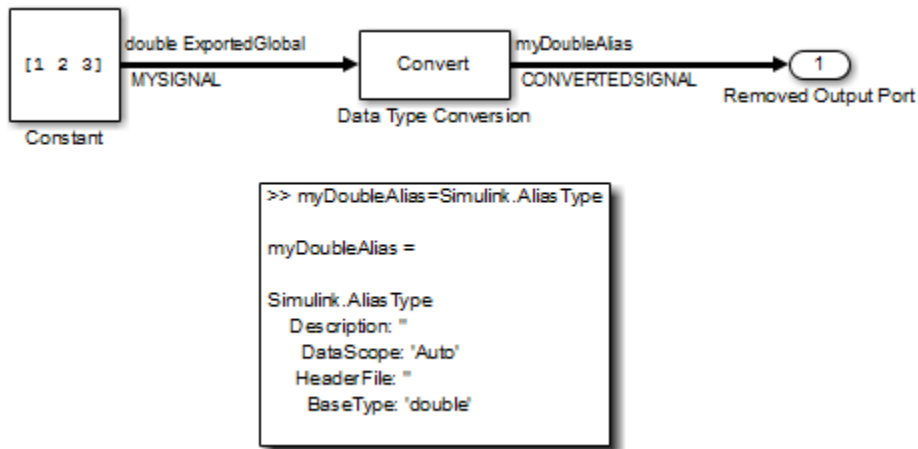 double ExportedGlobal
myDoubleAlias
[1 2 3]
Convert
1
MYSIGNAL
CONVERTEDSIGNAL
Removed Output Port
Data Type Conversion
Constant
>> myDoubleAlias=Simulink.AliasType
myDoubleAlias =
Simulink.AliasType
Description: ''
DataScope: 'Auto'
HeaderFile: ''
BaseType: 'double'